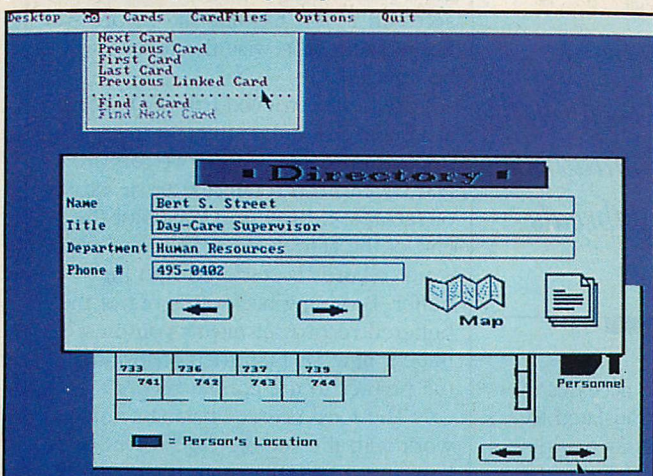 Desktop Go Cards CardFiles Options Quit
Next Card
Previous Card
First Card
Last Card
Previous Linked Card
Find a Card
Find Next Card
Directory
Name Bert S. Street
Title Day-Care Supervisor
Department Human Resources
Phone # 495-0402
Map
733 736 737 739
741 742 743 744
Personnel
= Person's Location